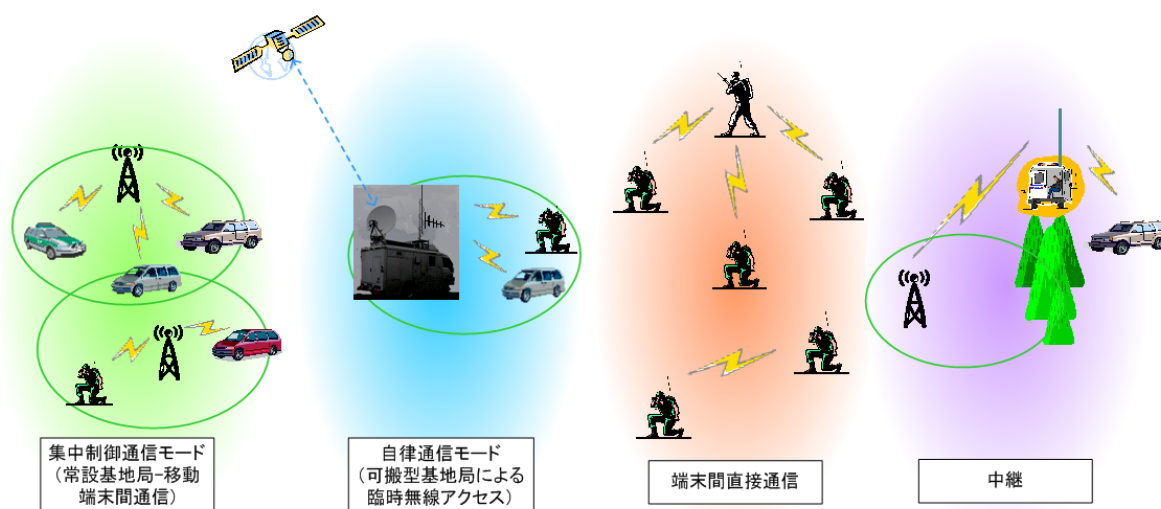 集中制御通信モード
(常設基地局-移動
端末間通信)
自律通信モード
(可搬型基地局による
臨時無線アクセス)
端末間直接通信
中継